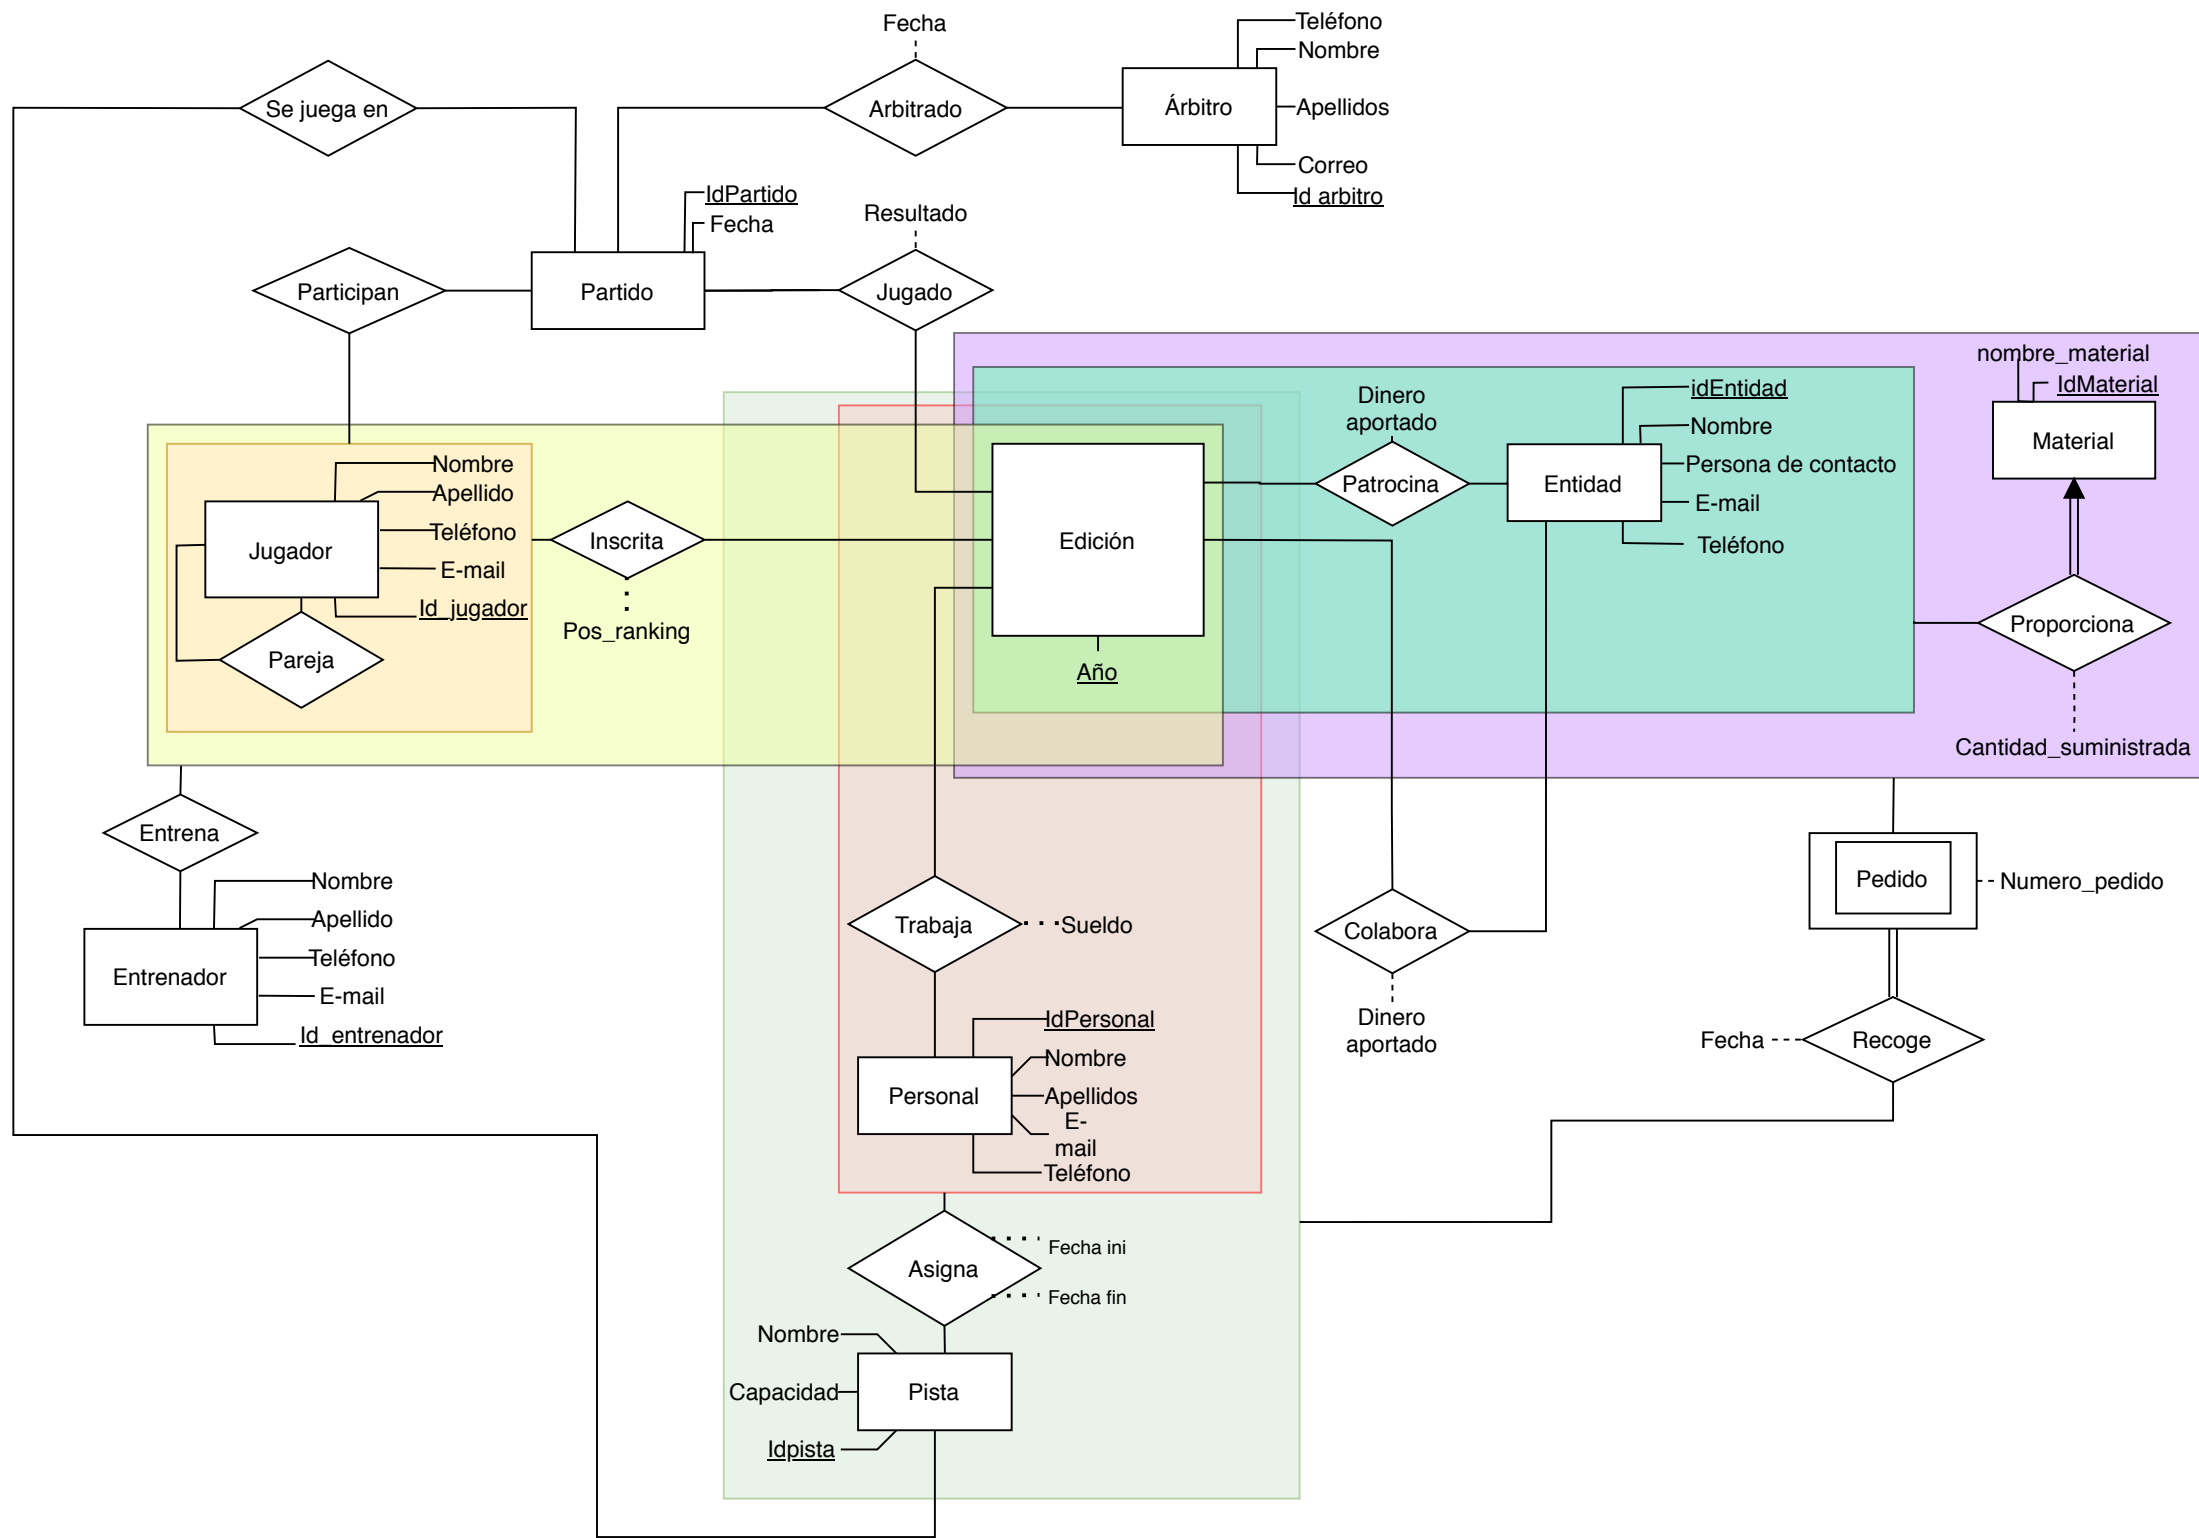 Fecha
Teléfono
Nombre
Se juega en
Arbitrado
Árbitro
Apellidos
Correo
Id arbitro
IdPartido
Fecha
Resultado
Participan
Partido
Jugado
nombre_material
IdMaterial
Material
Dinero
aportado
idEntidad
Nombre
Persona de contacto
E-mail
Teléfono
Patrocina
Entidad
Nombre
Apellido
Teléfono
E-mail
Id_jugador
Jugador
Inscrita
Edición
Pos_ranking
Pareja
Año
Proporciona
Cantidad_suministrada
Entrena
Nombre
Apellido
Teléfono
E-mail
Id_entrenador
Entrenador
Trabaja
Sueldo
Colabora
Dinero
aportado
Pedido
Numero_pedido
Fecha
Recoge
IdPersonal
Nombre
Personal
Apellidos
E-
mail
Teléfono
Fecha ini
Asigna
Fecha fin
Nombre
Capacidad
Pista
Idpista